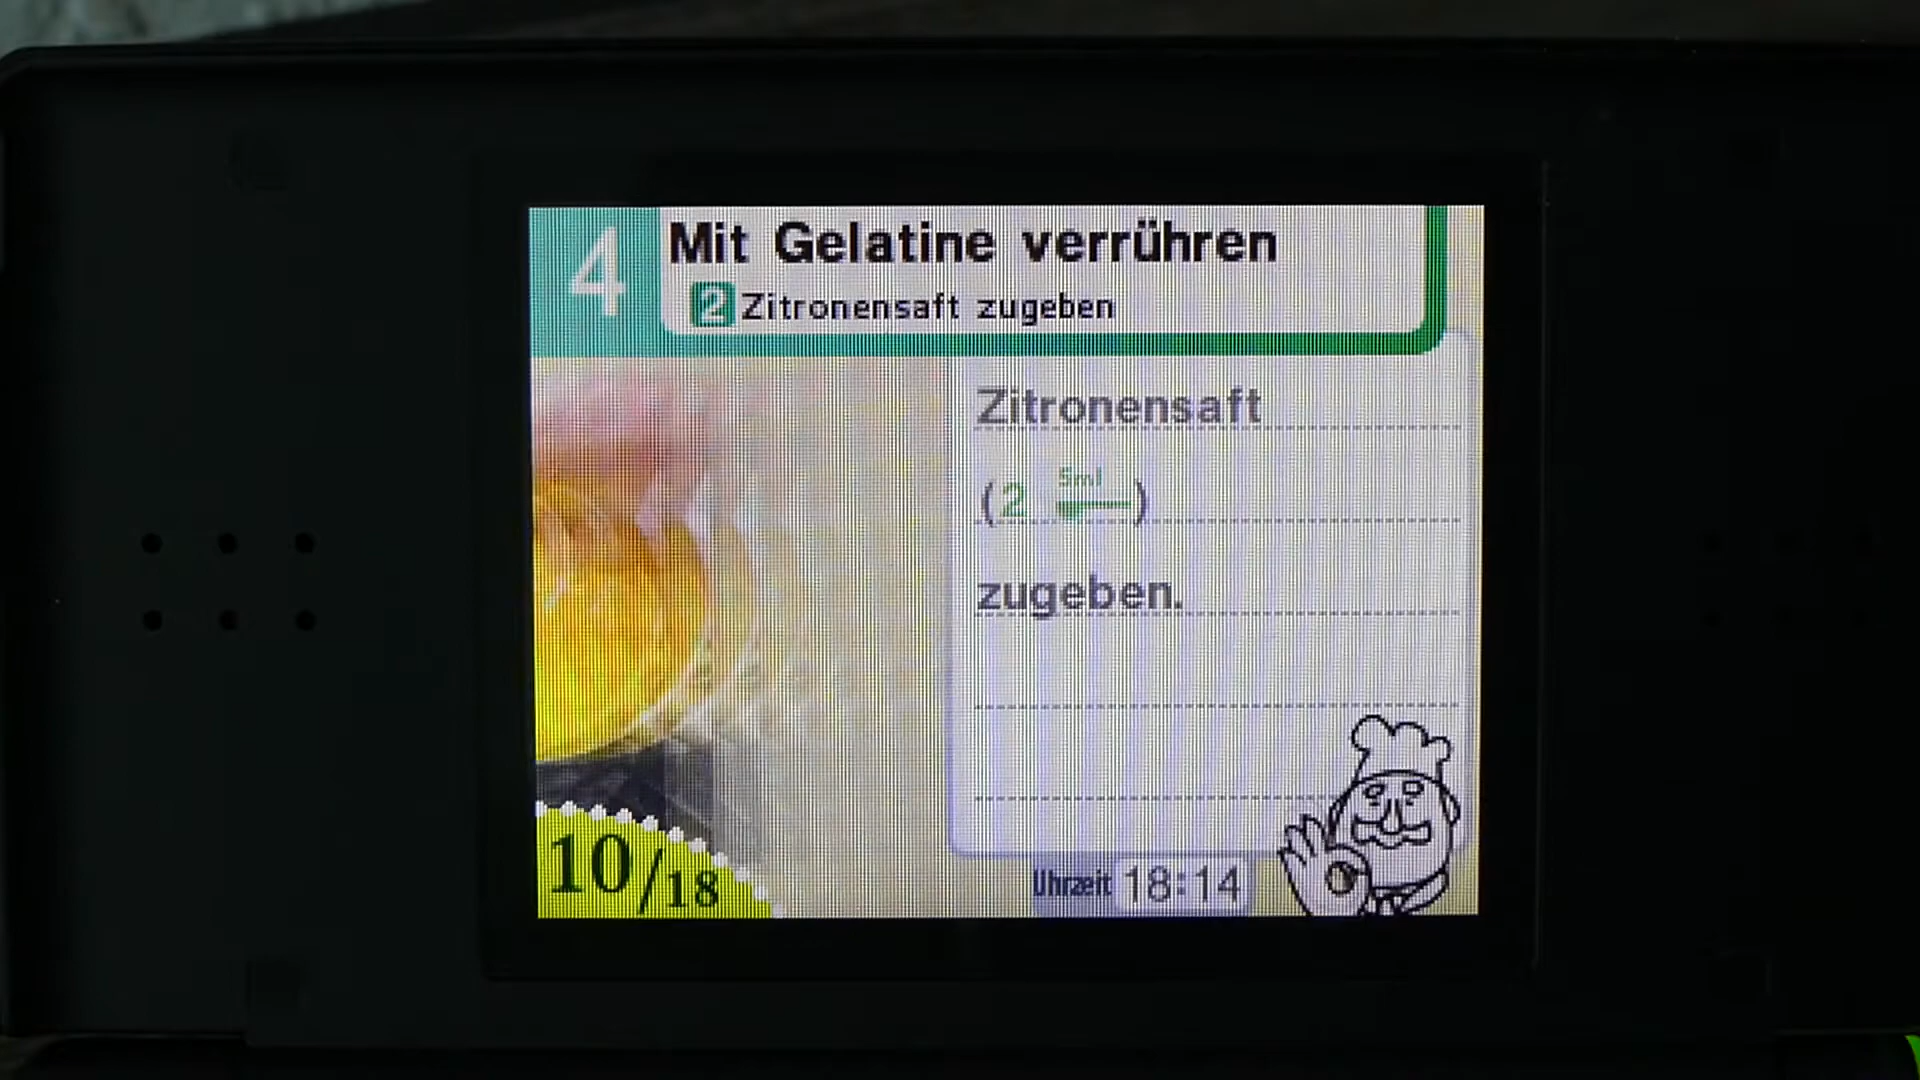 4
Mit Gelatine verrühren
2 Zitronensaft zugeben
Zitronensaft
(2 5ml)
zugeben.
10/18
Uhrzeit 18:14